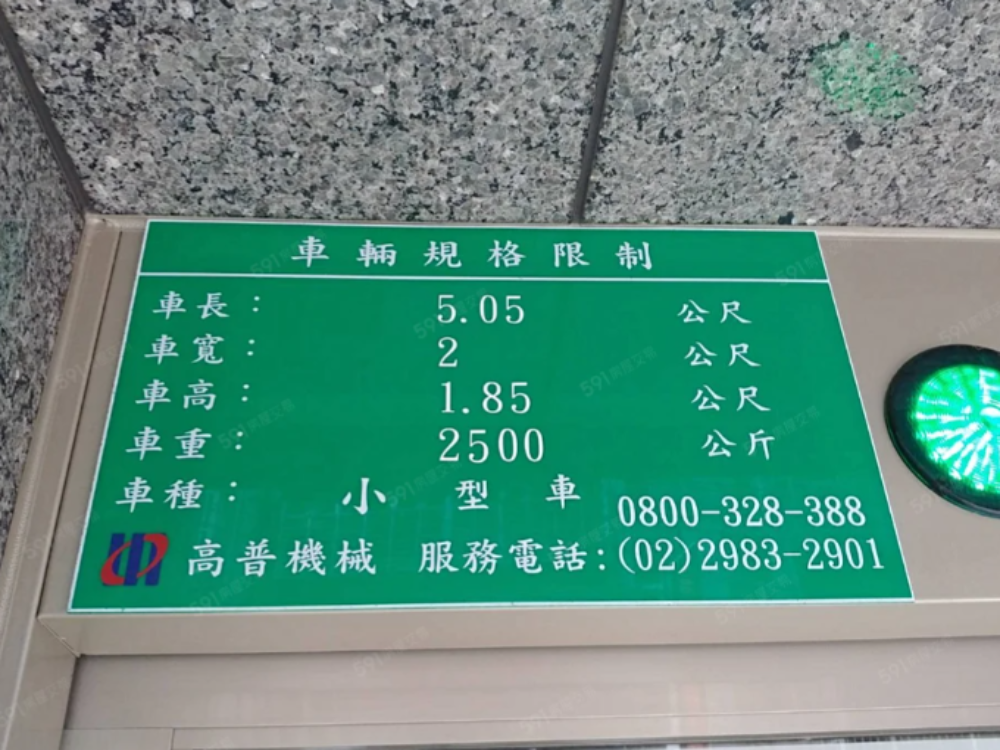 車輛規格限制
車長： 5.05 公尺
車寬： 2 公尺
車高： 1.85 公尺
車重： 2500 公斤
車種： 小型車
0800-328-388
高普機械 服務電話:(02)2983-2901